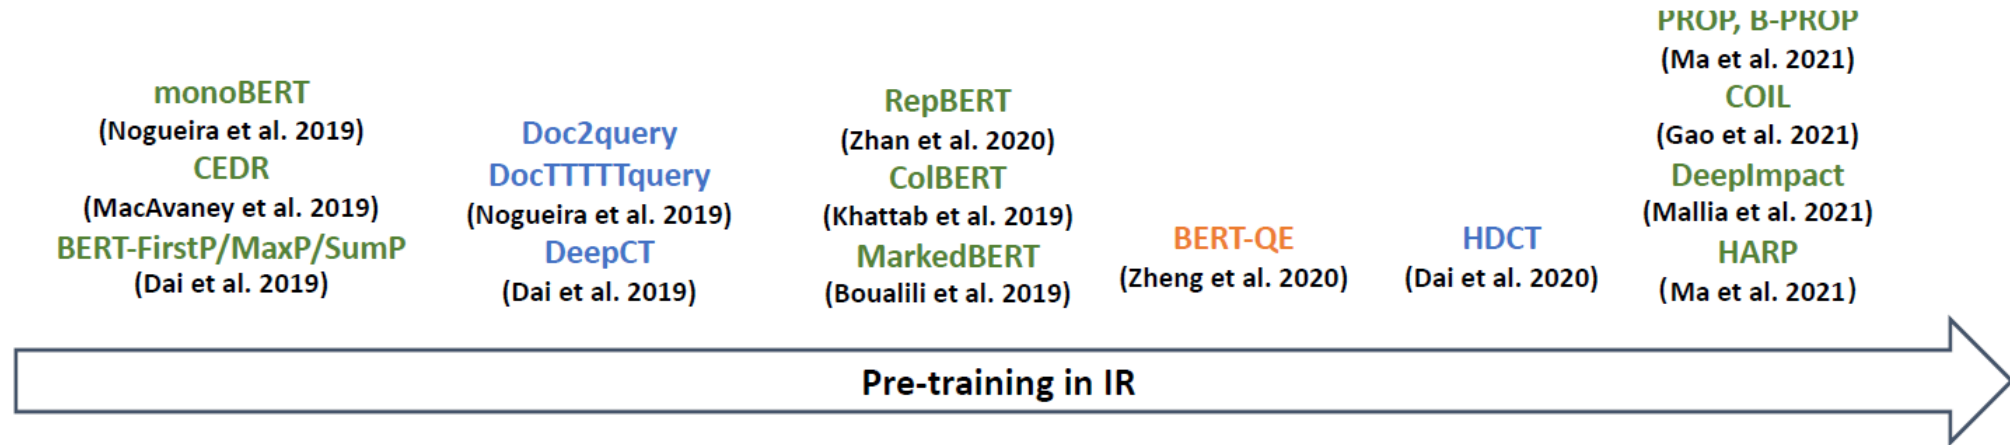 monoBERT
(Nogueira et al. 2019)
CEDR
(MacAvaney et al. 2019)
BERT-FirstP/MaxP/SumP
(Dai et al. 2019)
Doc2query
DocTTTTTquery
(Nogueira et al. 2019)
DeepCT
(Dai et al. 2019)
RepBERT
(Zhan et al. 2020)
ColBERT
(Khattab et al. 2019)
MarkedBERT
(Boualili et al. 2019)
BERT-QE
(Zheng et al. 2020)
HDCT
(Dai et al. 2020)
PROP, B-PROP
(Ma et al. 2021)
COIL
(Gao et al. 2021)
DeepImpact
(Mallia et al. 2021)
HARP
(Ma et al. 2021)
Pre-training in IR